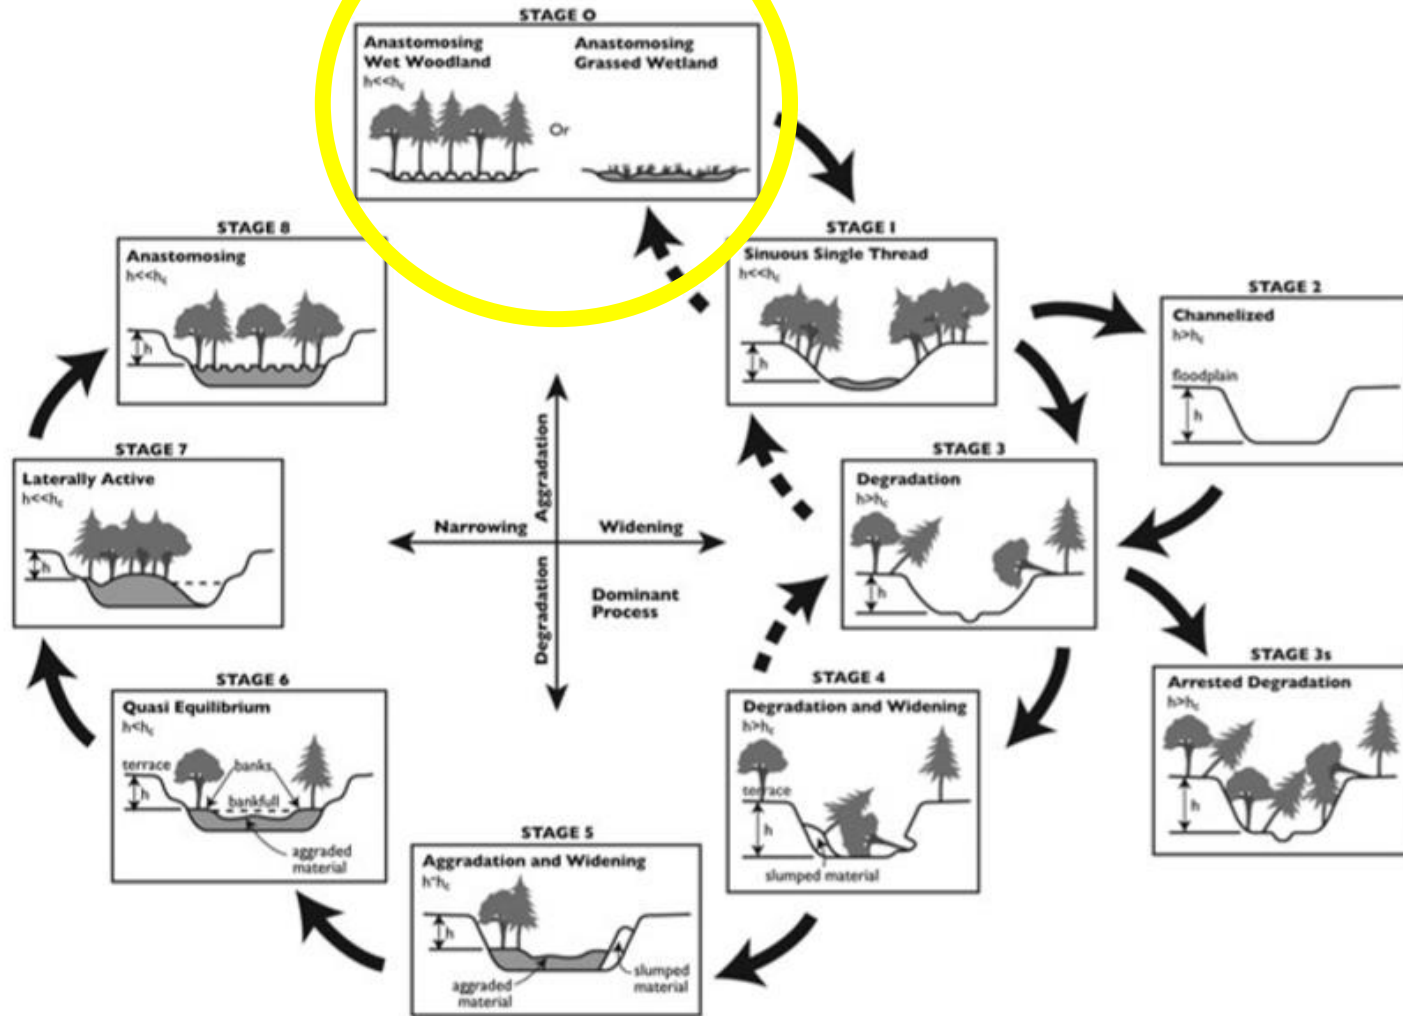 STAGE 0
Anastomosing
Wet Woodland
h<<hc
Anastomosing
Grassed Wetland
Or
STAGE 8
Anastomosing
h<<hc
h
STAGE 1
Sinuous Single Thread
h<<hc
h
STAGE 2
Channelized
h>hc
floodplain
h
STAGE 7
Laterally Active
h<<hc
h
Aggradation
Narrowing
Widening
Degradation
Dominant
Process
STAGE 3
Degradation
h>hc
h
STAGE 3s
Arrested Degradation
h>hc
h
STAGE 6
Quasi Equilibrium
h<hc
terrace
banks
h
bankfull
aggraded
material
STAGE 4
Degradation and Widening
h>hc
terrace
h
slumped material
STAGE 5
Aggradation and Widening
h~hc
h
aggraded
material
slumped
material